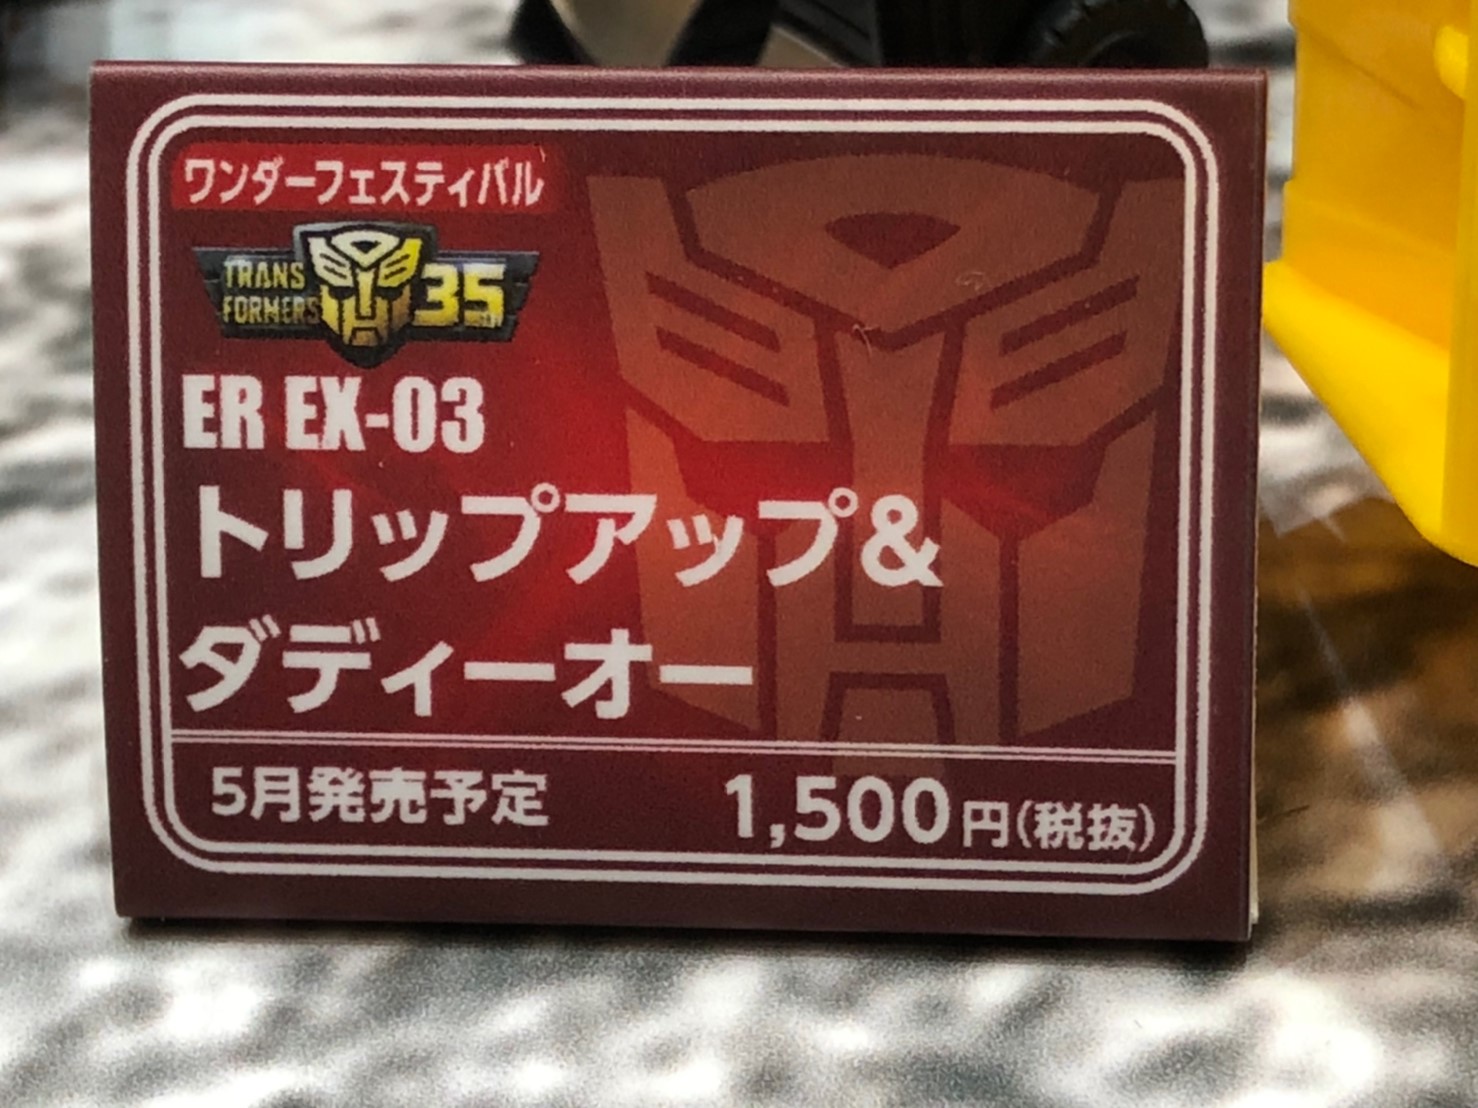 ワンダーフェスティバル
TRANS
FORMERS
35
ER EX-03
トリップアップ&
ダディーオー
5月発売予定 1,500円(税抜)